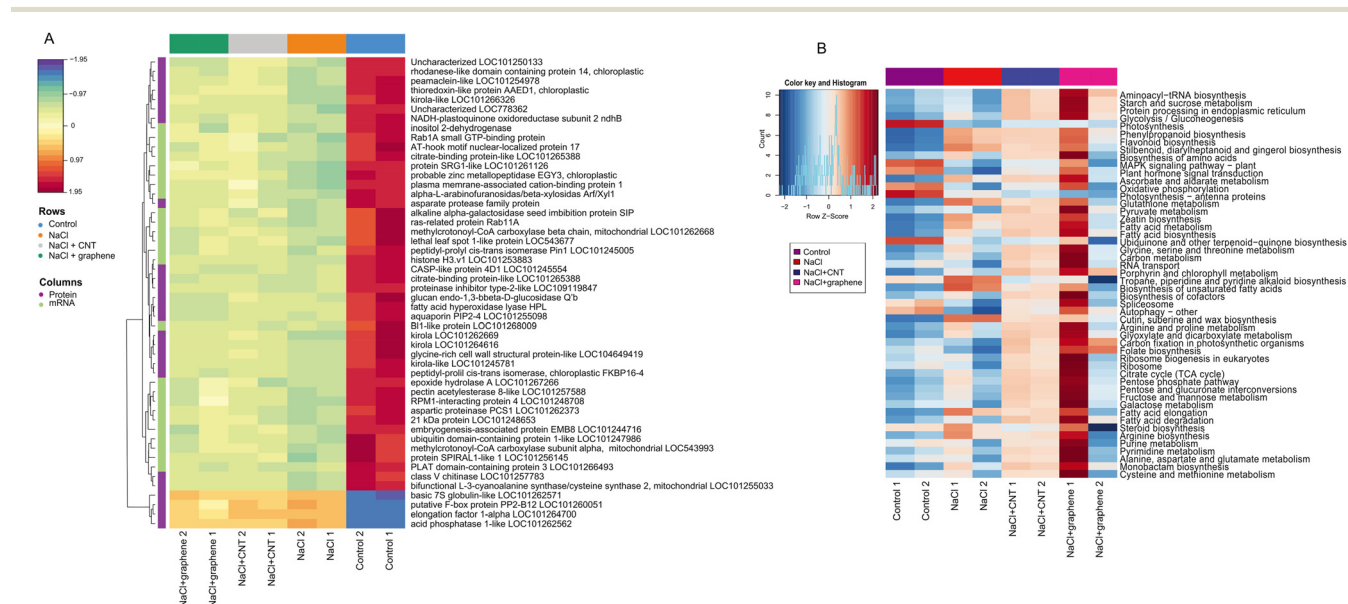 A
-1.95
-0.97
0
0.97
1.95
Rows
Control
NaCl
NaCl + CNT
NaCl + graphene
Columns
Protein
mRNA
Uncharacterized LOC101250133
rhodanese-like domain containing protein 14, chloroplastic
peamaclein-like LOC101254978
thioredoxin-like protein AAED1, chloroplastic
kirola-like LOC101266326
Uncharacterized LOC778362
NADH-plastoquinone oxidoreductase subunit 2 ndhB
inositol 2-dehydrogenase
Rab1A small GTP-binding protein
AT-hook motif nuclear-localized protein 17
citrate-binding protein-like LOC101265388
protein SRG1-like LOC101261126
probable zinc metallopeptidase EGY3, chloroplastic
plasma membrane-associated cation-binding protein 1
alpha-L-arabinofuranosidas/beta-xylosidas Arf/Xyl1
asparate protease family protein
alkaline alpha-galactosidase seed imbibition protein SIP
ras-related protein Rab11A
methylcrotonoyl-CoA carboxylase beta chain, mitochondrial LOC101262668
lethal leaf spot 1-like protein LOC543677
peptidyl-prolyl cis-trans isomerase Pin1 LOC101245005
histone H3.v1 LOC101253883
CASP-like protein 4D1 LOC101245554
citrate-binding protein-like LOC101265388
proteinase inhibitor type-2-like LOC109119847
glucan endo-1,3-bbeta-D-glucosidase Q'b
fatty acid hydroperoxide lyase HPL
aquaporin PIP2-4 LOC101255098
BI1-like protein LOC101268009
kirola LOC101262669
kirola LOC101264616
glycine-rich cell wall structural protein-like LOC104649419
kirola-like LOC101245781
peptidyl-prolil cis-trans isomerase, chloroplastic FKBP16-4
epoxide hydrolase A LOC101267266
pectin acetylesterase 8-like LOC101257588
RPM1-interacting protein 4 LOC101248708
aspartic proteinase PCS1 LOC101262373
21 kDa protein LOC101248653
embryogenesis-associated protein EMB8 LOC101244716
ubiquitin domain-containing protein 1-like LOC101247986
methylcrotonoyl-CoA carboxylase subunit alpha, mitochondrial LOC543993
protein SPIRAL1-like 1 LOC101256145
PLAT domain-containing protein 3 LOC101266493
class V chitinase LOC101257783
bifunctional L-3-cyanoalanine synthase/cysteine synthase 2, mitochondrial LOC101255033
basic 7S globulin-like LOC101262571
putative F-box protein PP2-B12 LOC101260051
elongation factor 1-alpha LOC101264700
acid phosphatase 1-like LOC101262562
NaCl+graphene 2
NaCl+graphene 1
NaCl+CNT 2
NaCl+CNT 1
NaCl 2
NaCl 1
Control 2
Control 1
B
Color key and Histogram
Count
0 2 4 6 8 10
-2 -1 0 1 2
Row Z-Score
Control
NaCl
NaCl+CNT
NaCl+graphene
Aminoacyl-tRNA biosynthesis
Starch and sucrose metabolism
Protein processing in endoplasmic reticulum
Glycolysis / Gluconeogenesis
Photosynthesis
Phenylpropanoid biosynthesis
Flavonoid biosynthesis
Stilbenoid, diarylheptanoid and gingerol biosynthesis
Biosynthesis of amino acids
MAPK signaling pathway - plant
Plant hormone signal transduction
Ascorbate and aldarate metabolism
Oxidative phosphorylation
Photosynthesis - antenna proteins
Glutathione metabolism
Pyruvate metabolism
Zeatin biosynthesis
Fatty acid metabolism
Fatty acid biosynthesis
Ubiquinone and other terpenoid-quinone biosynthesis
Glycine, serine and threonine metabolism
Carbon metabolism
RNA transport
Porphyrin and chlorophyll metabolism
Tropane, piperidine and pyridine alkaloid biosynthesis
Biosynthesis of unsaturated fatty acids
Biosynthesis of cofactors
Spliceosome
Autophagy - other
Cutin, suberine and wax biosynthesis
Arginine and proline metabolism
Glyoxylate and dicarboxylate metabolism
Carbon fixation in photosynthetic organisms
Folate biosynthesis
Ribosome biogenesis in eukaryotes
Ribosome
Citrate cycle (TCA cycle)
Pentose phosphate pathway
Pentose and glucuronate interconversions
Fructose and mannose metabolism
Galactose metabolism
Fatty acid elongation
Fatty acid degradation
Steroid biosynthesis
Arginine biosynthesis
Purine metabolism
Pyrimidine metabolism
Alanine, aspartate and glutamate metabolism
Monobactam biosynthesis
Cysteine and methionine metabolism
Control 1
Control 2
NaCl 1
NaCl 2
NaCl+CNT 1
NaCl+CNT 2
NaCl+graphene 1
NaCl+graphene 2